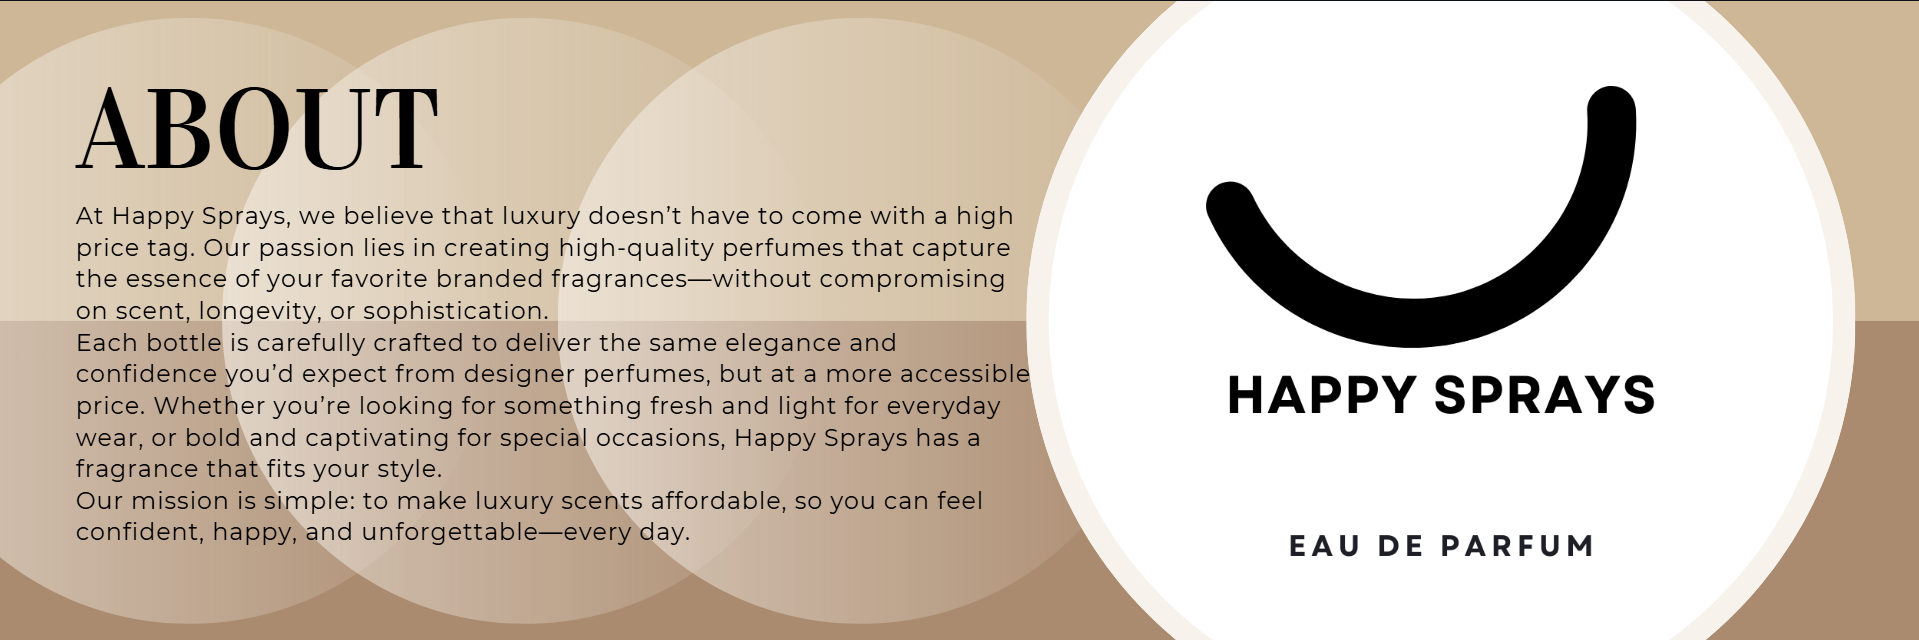 ABOUT
At Happy Sprays, we believe that luxury doesn’t have to come with a high
price tag. Our passion lies in creating high-quality perfumes that capture
the essence of your favorite branded fragrances—without compromising
on scent, longevity, or sophistication.
Each bottle is carefully crafted to deliver the same elegance and
confidence you’d expect from designer perfumes, but at a more accessible
price. Whether you’re looking for something fresh and light for everyday
wear, or bold and captivating for special occasions, Happy Sprays has a
fragrance that fits your style.
Our mission is simple: to make luxury scents affordable, so you can feel
confident, happy, and unforgettable—every day.
HAPPY SPRAYS
EAU DE PARFUM